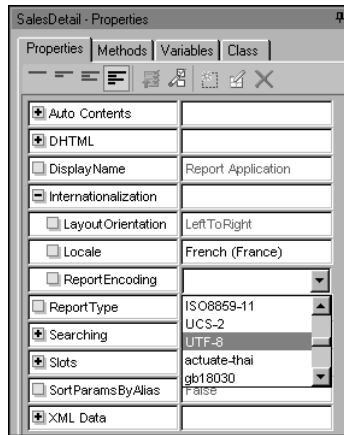 SalesDetail - Properties
Properties Methods Variables Class
Auto Contents
DHTML
DisplayName Report Application
Internationalization
LayoutOrientation LeftToRight
Locale French (France)
ReportEncoding
ReportType ISO8859-11
UCS-2
Searching UTF-8
Slots actuate-thai
gb18030
SortParamsByAlias False
XML Data